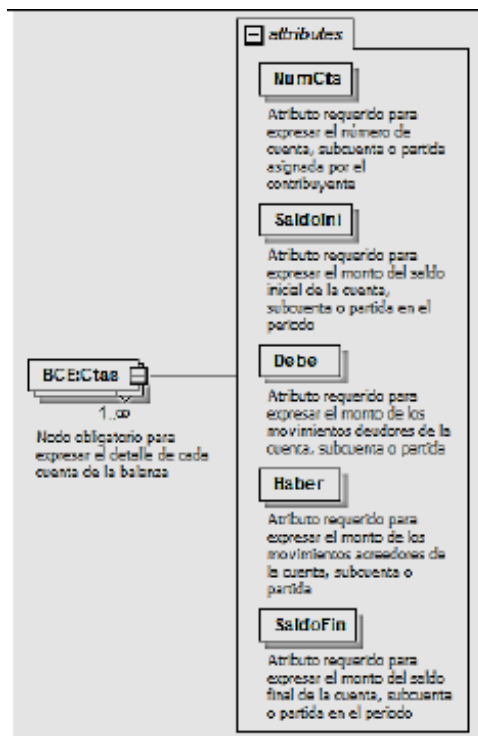 attributes
NumCta
Atributo requerido para
expresar el número de
cuenta, subcuenta o partida
asignada por el
contribuyente
SaldoIni
Atributo requerido para
expresar el monto del saldo
inicial de la cuenta,
subcuenta o partida en el
periodo
Debe
Atributo requerido para
expresar el monto de los
movimientos deudores de la
cuenta, subcuenta o partida
BCE:Ctas
1..∞
Nodo obligatorio para
expresar el detalle de cada
cuenta de la balanza
Haber
Atributo requerido para
expresar el monto de los
movimientos acreedores de
la cuenta, subcuenta o
partida
SaldoFin
Atributo requerido para
expresar el monto del saldo
final de la cuenta, subcuenta
o partida en el periodo